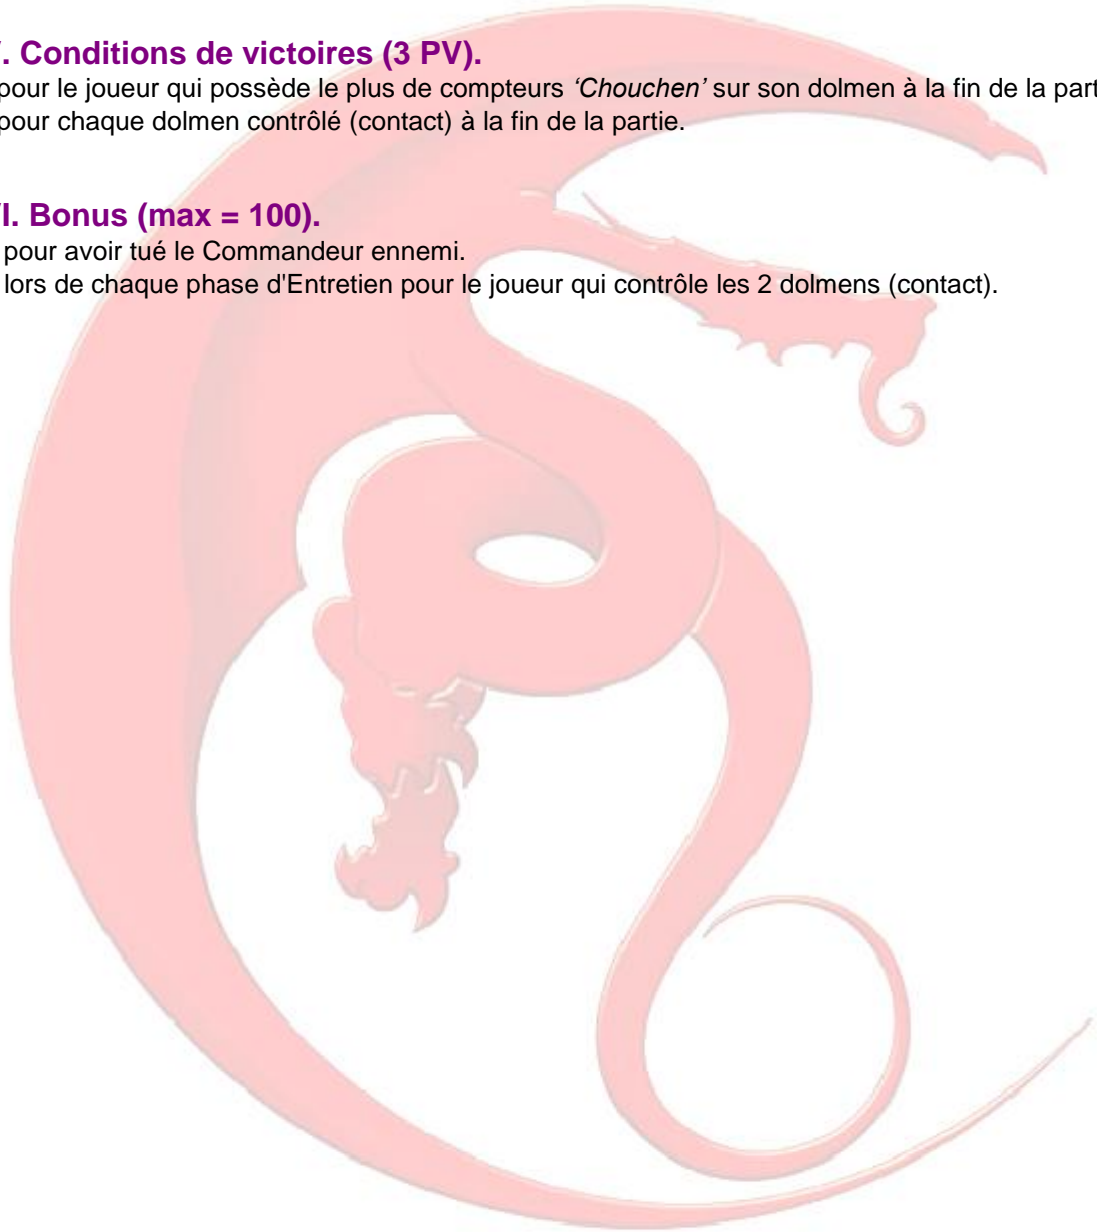 . Conditions de victoires (3 PV).
pour le joueur qui possède le plus de compteurs ‘Chouchen’ sur son dolmen à la fin de la part
pour chaque dolmen contrôlé (contact) à la fin de la partie.
I. Bonus (max = 100).
pour avoir tué le Commandeur ennemi.
lors de chaque phase d'Entretien pour le joueur qui contrôle les 2 dolmens (contact).